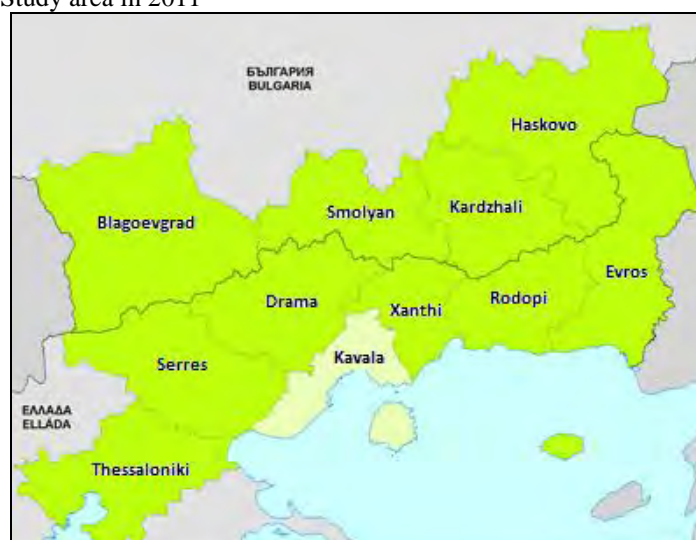 Study area in 2011
БЪЛГАРИЯ
BULGARIA
Haskovo
Blagoevgrad
Smolyan
Kardzhali
Evros
Drama
Xanthi
Rodopi
Serres
Kavala
ΕΛΛΑΔΑ
ELLÁDA
Thessaloniki